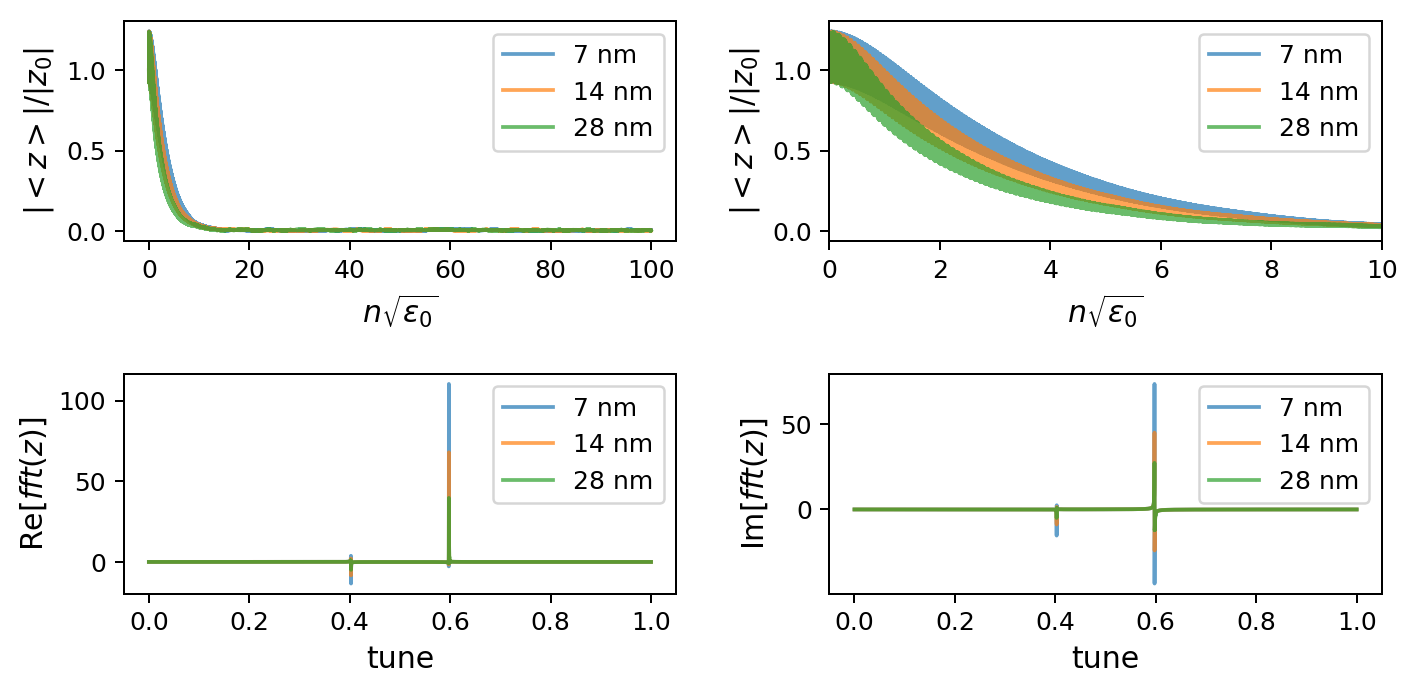 |<z>|/|z₀|
1.0
0.5
0.0
7 nm
14 nm
28 nm
0 20 40 60 80 100
n√ε₀
|<z>|/|z₀|
1.0
0.5
0.0
7 nm
14 nm
28 nm
0 2 4 6 8 10
n√ε₀
Re[fft(z)]
100
50
0
7 nm
14 nm
28 nm
0.0 0.2 0.4 0.6 0.8 1.0
tune
Im[fft(z)]
50
0
7 nm
14 nm
28 nm
0.0 0.2 0.4 0.6 0.8 1.0
tune